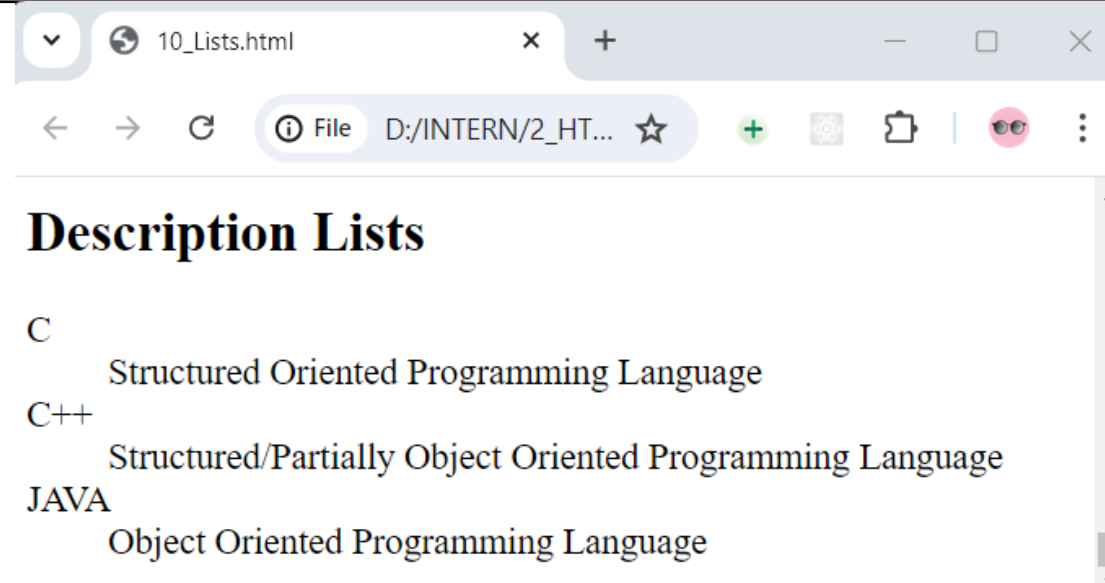 10_Lists.html
File D:/INTERN/2_HT...
Description Lists
C
Structured Oriented Programming Language
C++
Structured/Partially Object Oriented Programming Language
JAVA
Object Oriented Programming Language